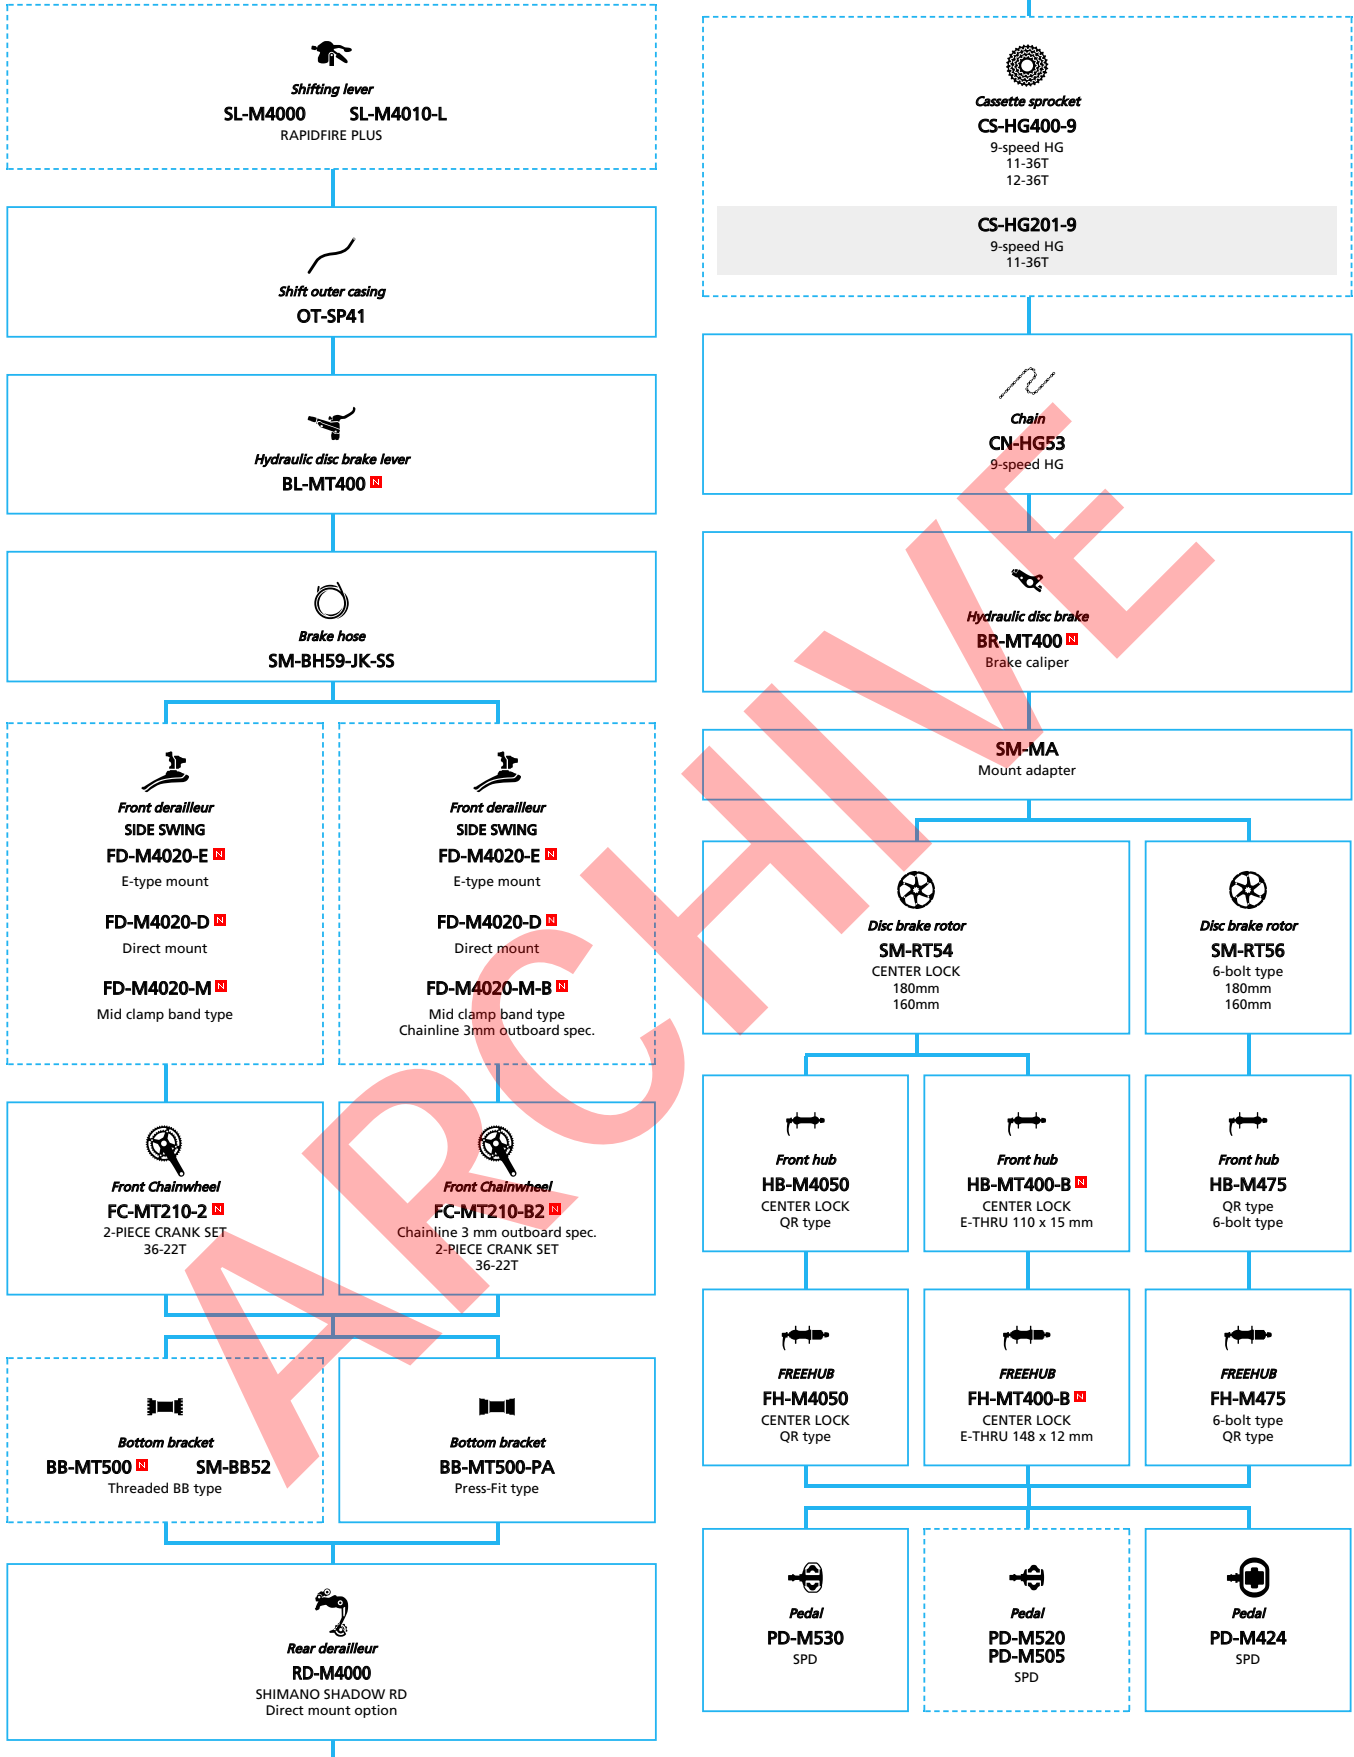 Shifting lever
SL-M4000 SL-M4010-L
RAPIDFIRE PLUS
Shift outer casing
OT-SP41
Hydraulic disc brake lever
BL-MT400 N
Brake hose
SM-BH59-JK-SS
Front derailleur
SIDE SWING
FD-M4020-E N
E-type mount
FD-M4020-D N
Direct mount
FD-M4020-M N
Mid clamp band type
Front derailleur
SIDE SWING
FD-M4020-E N
E-type mount
FD-M4020-D N
Direct mount
FD-M4020-M-B N
Mid clamp band type
Chainline 3mm outboard spec.
Front Chainwheel
FC-MT210-2 N
2-PIECE CRANK SET
36-22T
Front Chainwheel
FC-MT210-B2 N
Chainline 3 mm outboard spec.
2-PIECE CRANK SET
36-22T
Bottom bracket
BB-MT500 N SM-BB52
Threaded BB type
Bottom bracket
BB-MT500-PA
Press-Fit type
Rear derailleur
RD-M4000
SHIMANO SHADOW RD
Direct mount option
Cassette sprocket
CS-HG400-9
9-speed HG
11-36T
12-36T
CS-HG201-9
9-speed HG
11-36T
Chain
CN-HG53
9-speed HG
Hydraulic disc brake
BR-MT400 N
Brake caliper
SM-MA
Mount adapter
Disc brake rotor
SM-RT54
CENTER LOCK
180mm
160mm
Disc brake rotor
SM-RT56
6-bolt type
180mm
160mm
Front hub
HB-M4050
CENTER LOCK
QR type
Front hub
HB-MT400-B N
CENTER LOCK
E-THRU 110 x 15 mm
Front hub
HB-M475
QR type
6-bolt type
FREEHUB
FH-M4050
CENTER LOCK
QR type
FREEHUB
FH-MT400-B N
CENTER LOCK
E-THRU 148 x 12 mm
FREEHUB
FH-M475
6-bolt type
QR type
Pedal
PD-M530
SPD
Pedal
PD-M520
PD-M505
SPD
Pedal
PD-M424
SPD
ARCHIVE